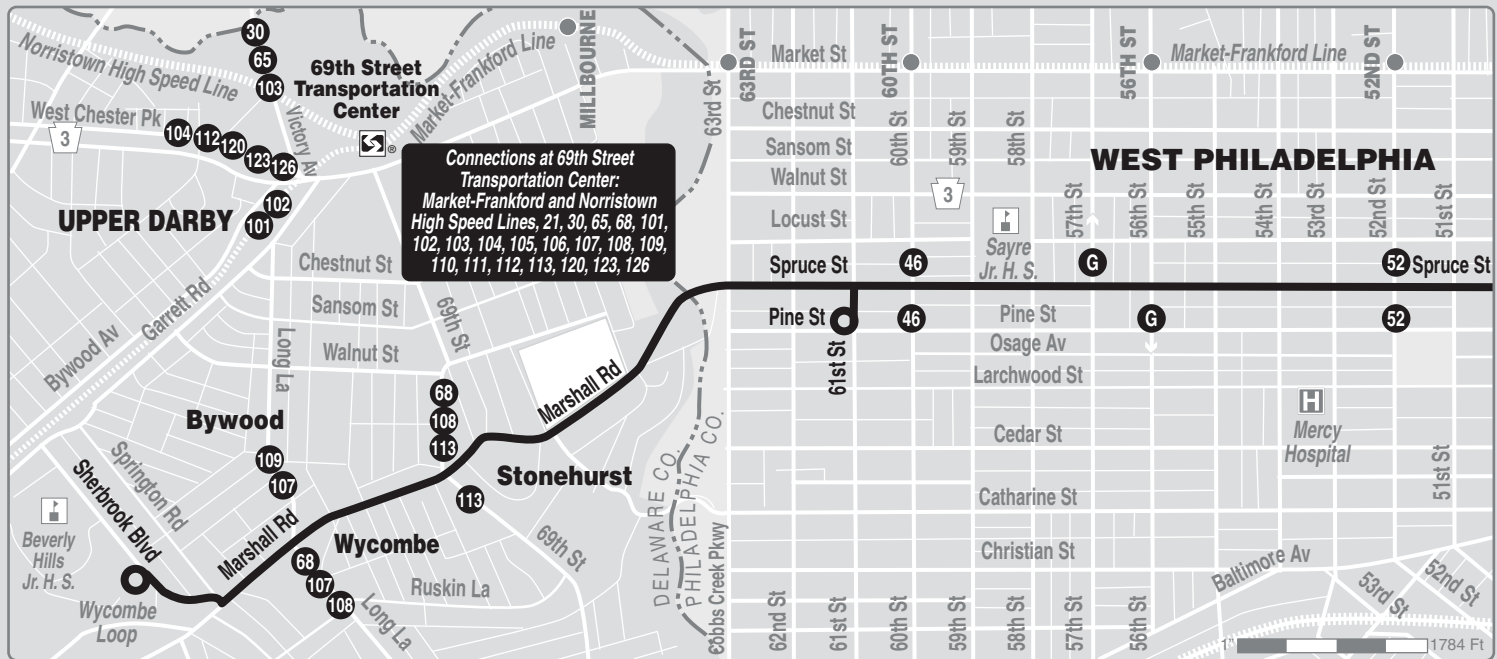 30
65
103
Norristown High Speed Line
69th Street
Transportation
Center
®
Market-Frankford Line
MILLBOURNE
West Chester Pk
3
104
112
120
123
126
Victory Av
102
101
UPPER DARBY
Connections at 69th Street
Transportation Center:
Market-Frankford and Norristown
High Speed Lines, 21, 30, 65, 68, 101,
102, 103, 104, 105, 106, 107, 108, 109,
110, 111, 112, 113, 120, 123, 126
Chestnut St
Sansom St
Walnut St
69th St
Long La
Garrett Rd
Bywood Av
Bywood
68
108
113
109
107
Springton Rd
Sherbrook Blvd
Beverly
Hills
Jr. H. S.
Wycombe
Loop
Marshall Rd
Marshall Rd
Wycombe
68
107
108
Long La
Ruskin La
113
Stonehurst
69th St
DELAWARE CO.
PHILADELPHIA CO.
Cobbs Creek Pkwy
63rd St
63RD ST
Market St
60TH ST
56TH ST
Market-Frankford Line
52ND ST
Chestnut St
Sansom St
Walnut St
Locust St
60th St
59th St
58th St
3
WEST PHILADELPHIA
57th St
56th St
55th St
54th St
53rd St
52nd St
51st St
Sayre
Jr. H. S.
Spruce St
46
G
52
Spruce St
Pine St
46
Pine St
G
52
61st St
Osage Av
Larchwood St
Cedar St
H
Mercy
Hospital
Catharine St
51st St
Christian St
Baltimore Av
53rd St
52nd St
62nd St
61st St
60th St
59th St
58th St
57th St
56th St
1"
1784 Ft